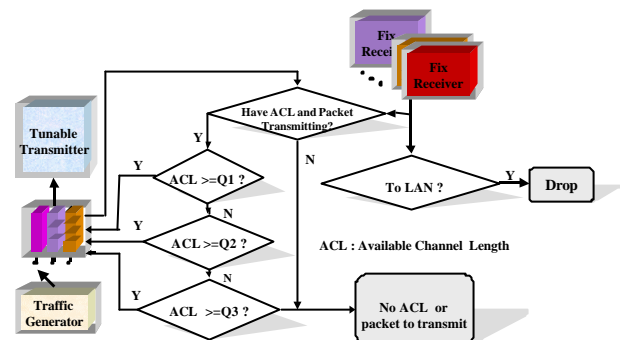 Fix
Receiver
Fix
Receiver
Tunable
Transmitter
Have ACL and Packet
Transmitting?
Y
N
Y
ACL >=Q1 ?
To LAN ?
Y
Drop
N
Y
ACL >=Q2 ?
ACL : Available Channel Length
N
Traffic
Generator
Y
ACL >=Q3 ?
No ACL or
packet to transmit